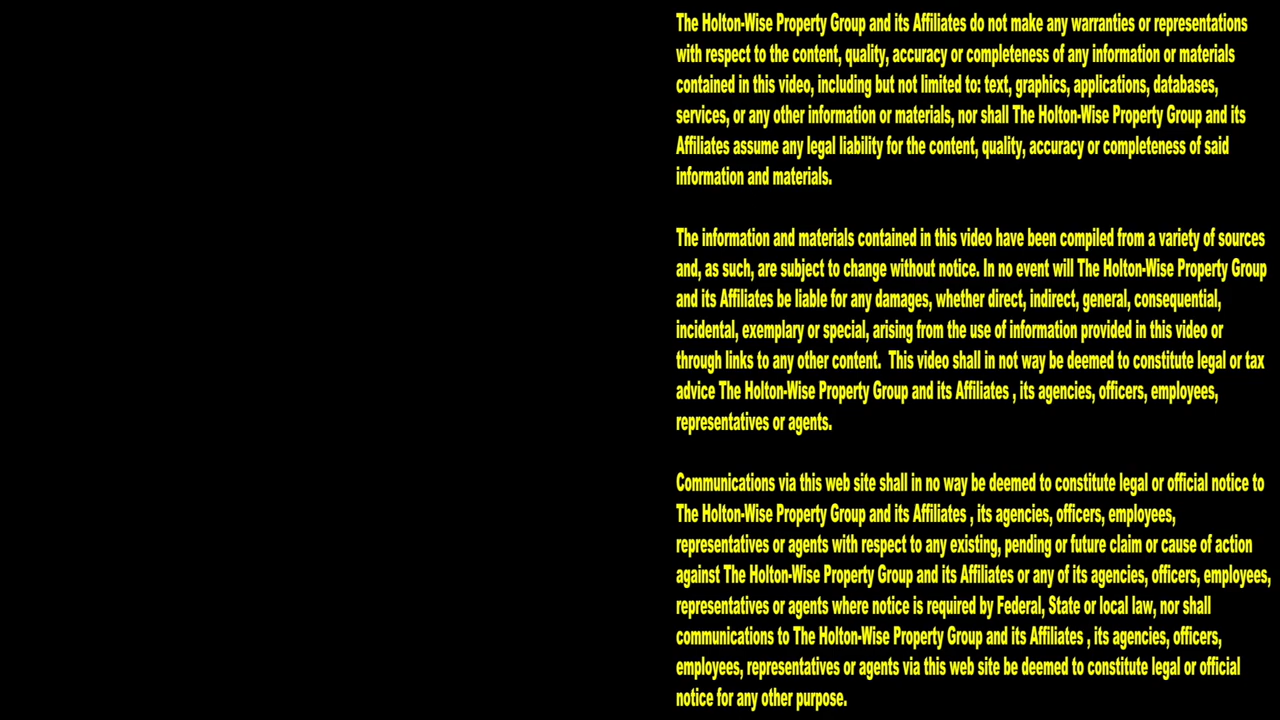 The Holton-Wise Property Group and its Affiliates do not make any warranties or representations
with respect to the content, quality, accuracy or completeness of any information or materials
contained in this video, including but not limited to: text, graphics, applications, databases,
services, or any other information or materials, nor shall The Holton-Wise Property Group and its
Affiliates assume any legal liability for the content, quality, accuracy or completeness of said
information and materials.
The information and materials contained in this video have been compiled from a variety of sources
and, as such, are subject to change without notice. In no event will The Holton-Wise Property Group
and its Affiliates be liable for any damages, whether direct, indirect, general, consequential,
incidental, exemplary or special, arising from the use of information provided in this video or
through links to any other content.  This video shall in not way be deemed to constitute legal or tax
advice The Holton-Wise Property Group and its Affiliates , its agencies, officers, employees,
representatives or agents.
Communications via this web site shall in no way be deemed to constitute legal or official notice to
The Holton-Wise Property Group and its Affiliates , its agencies, officers, employees,
representatives or agents with respect to any existing, pending or future claim or cause of action
against The Holton-Wise Property Group and its Affiliates or any of its agencies, officers, employees,
representatives or agents where notice is required by Federal, State or local law, nor shall
communications to The Holton-Wise Property Group and its Affiliates , its agencies, officers,
employees, representatives or agents via this web site be deemed to constitute legal or official
notice for any other purpose.